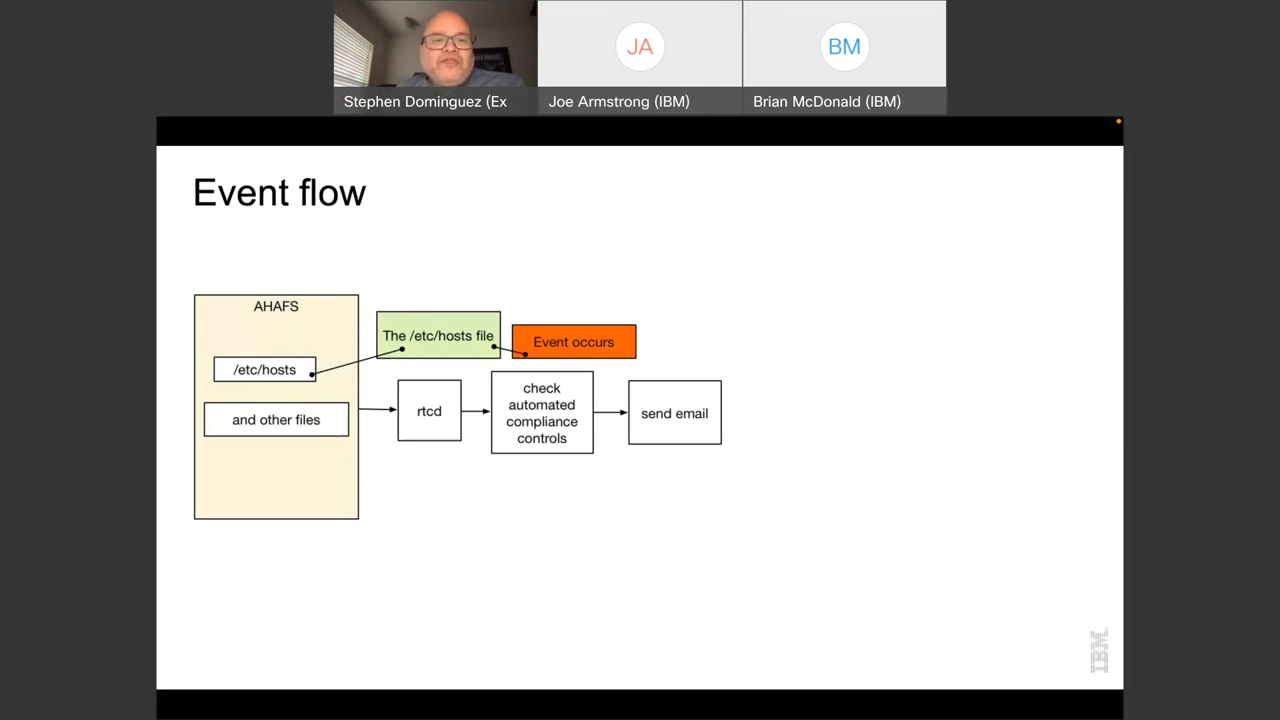 JA
BM
Stephen Dominguez (Ex
Joe Armstrong (IBM)
Brian McDonald (IBM)
Event flow
AHAFS
The /etc/hosts file
Event occurs
/etc/hosts
and other files
rtcd
check
automated
compliance
controls
send email
IBM